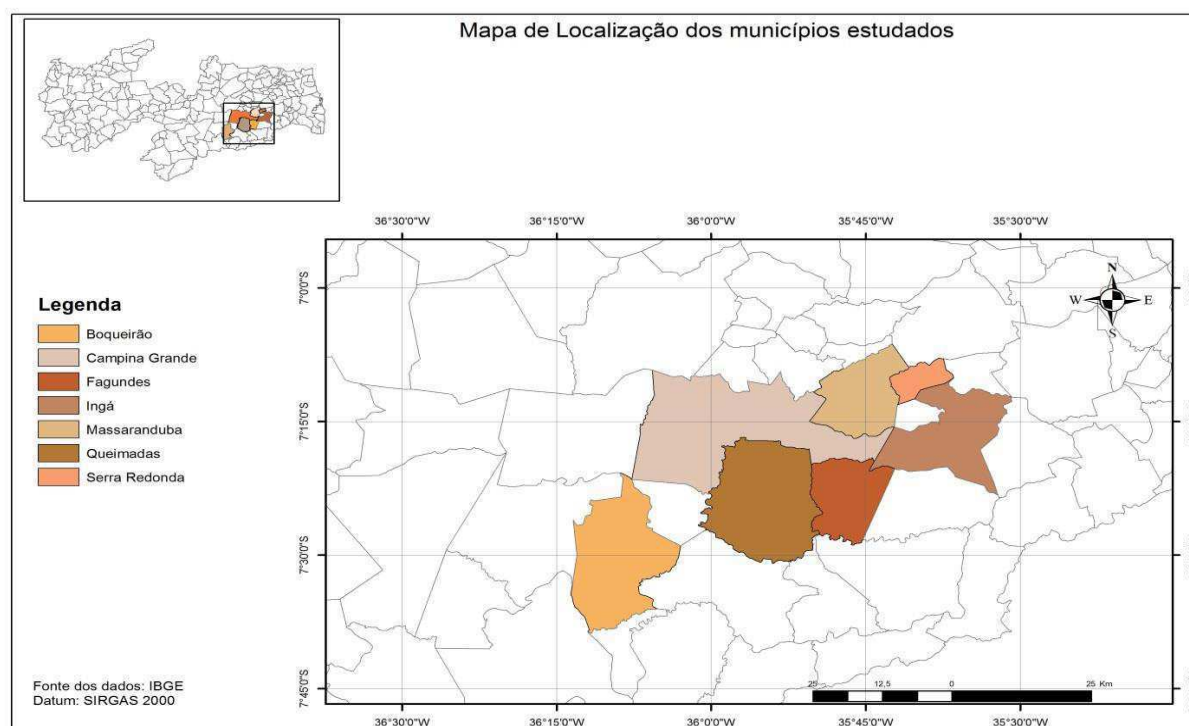 Mapa de Localização dos municípios estudados
36°30'0"W 36°15'0"W 36°0'0"W 35°45'0"W 35°30'0"W
7°0'0"S
7°15'0"S
7°30'0"S
7°45'0"S
N
W E
S
Legenda
Boqueirão
Campina Grande
Fagundes
Ingá
Massaranduba
Queimadas
Serra Redonda
Fonte dos dados: IBGE
Datum: SIRGAS 2000
25 12,5 0 25 Km
36°30'0"W 36°15'0"W 36°0'0"W 35°45'0"W 35°30'0"W